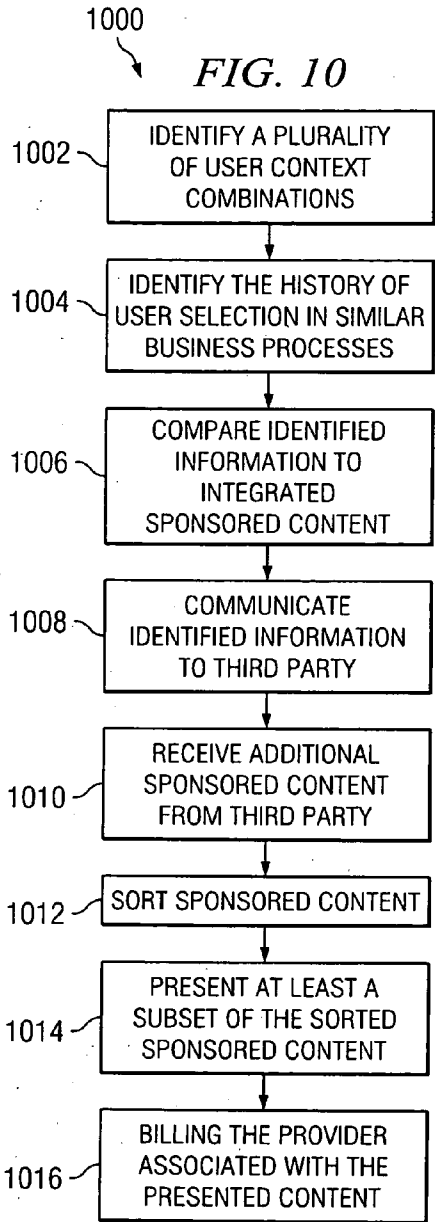 1000
FIG. 10
1002
IDENTIFY A PLURALITY
OF USER CONTEXT
COMBINATIONS
1004
IDENTIFY THE HISTORY OF
USER SELECTION IN SIMILAR
BUSINESS PROCESSES
1006
COMPARE IDENTIFIED
INFORMATION TO
INTEGRATED
SPONSORED CONTENT
1008
COMMUNICATE
IDENTIFIED INFORMATION
TO THIRD PARTY
1010
RECEIVE ADDITIONAL
SPONSORED CONTENT
FROM THIRD PARTY
1012
SORT SPONSORED CONTENT
1014
PRESENT AT LEAST A
SUBSET OF THE SORTED
SPONSORED CONTENT
1016
BILLING THE PROVIDER
ASSOCIATED WITH THE
PRESENTED CONTENT